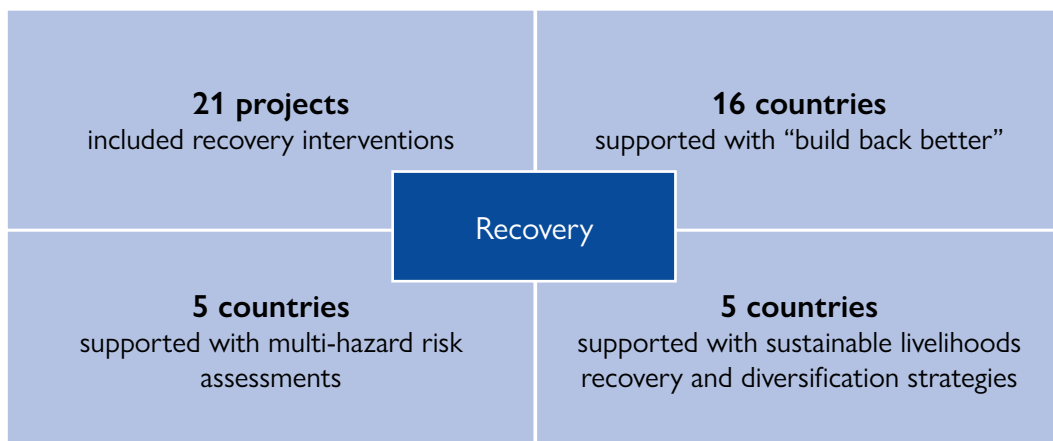 21 projects
included recovery interventions
16 countries
supported with “build back better”
Recovery
5 countries
supported with multi-hazard risk
assessments
5 countries
supported with sustainable livelihoods
recovery and diversification strategies